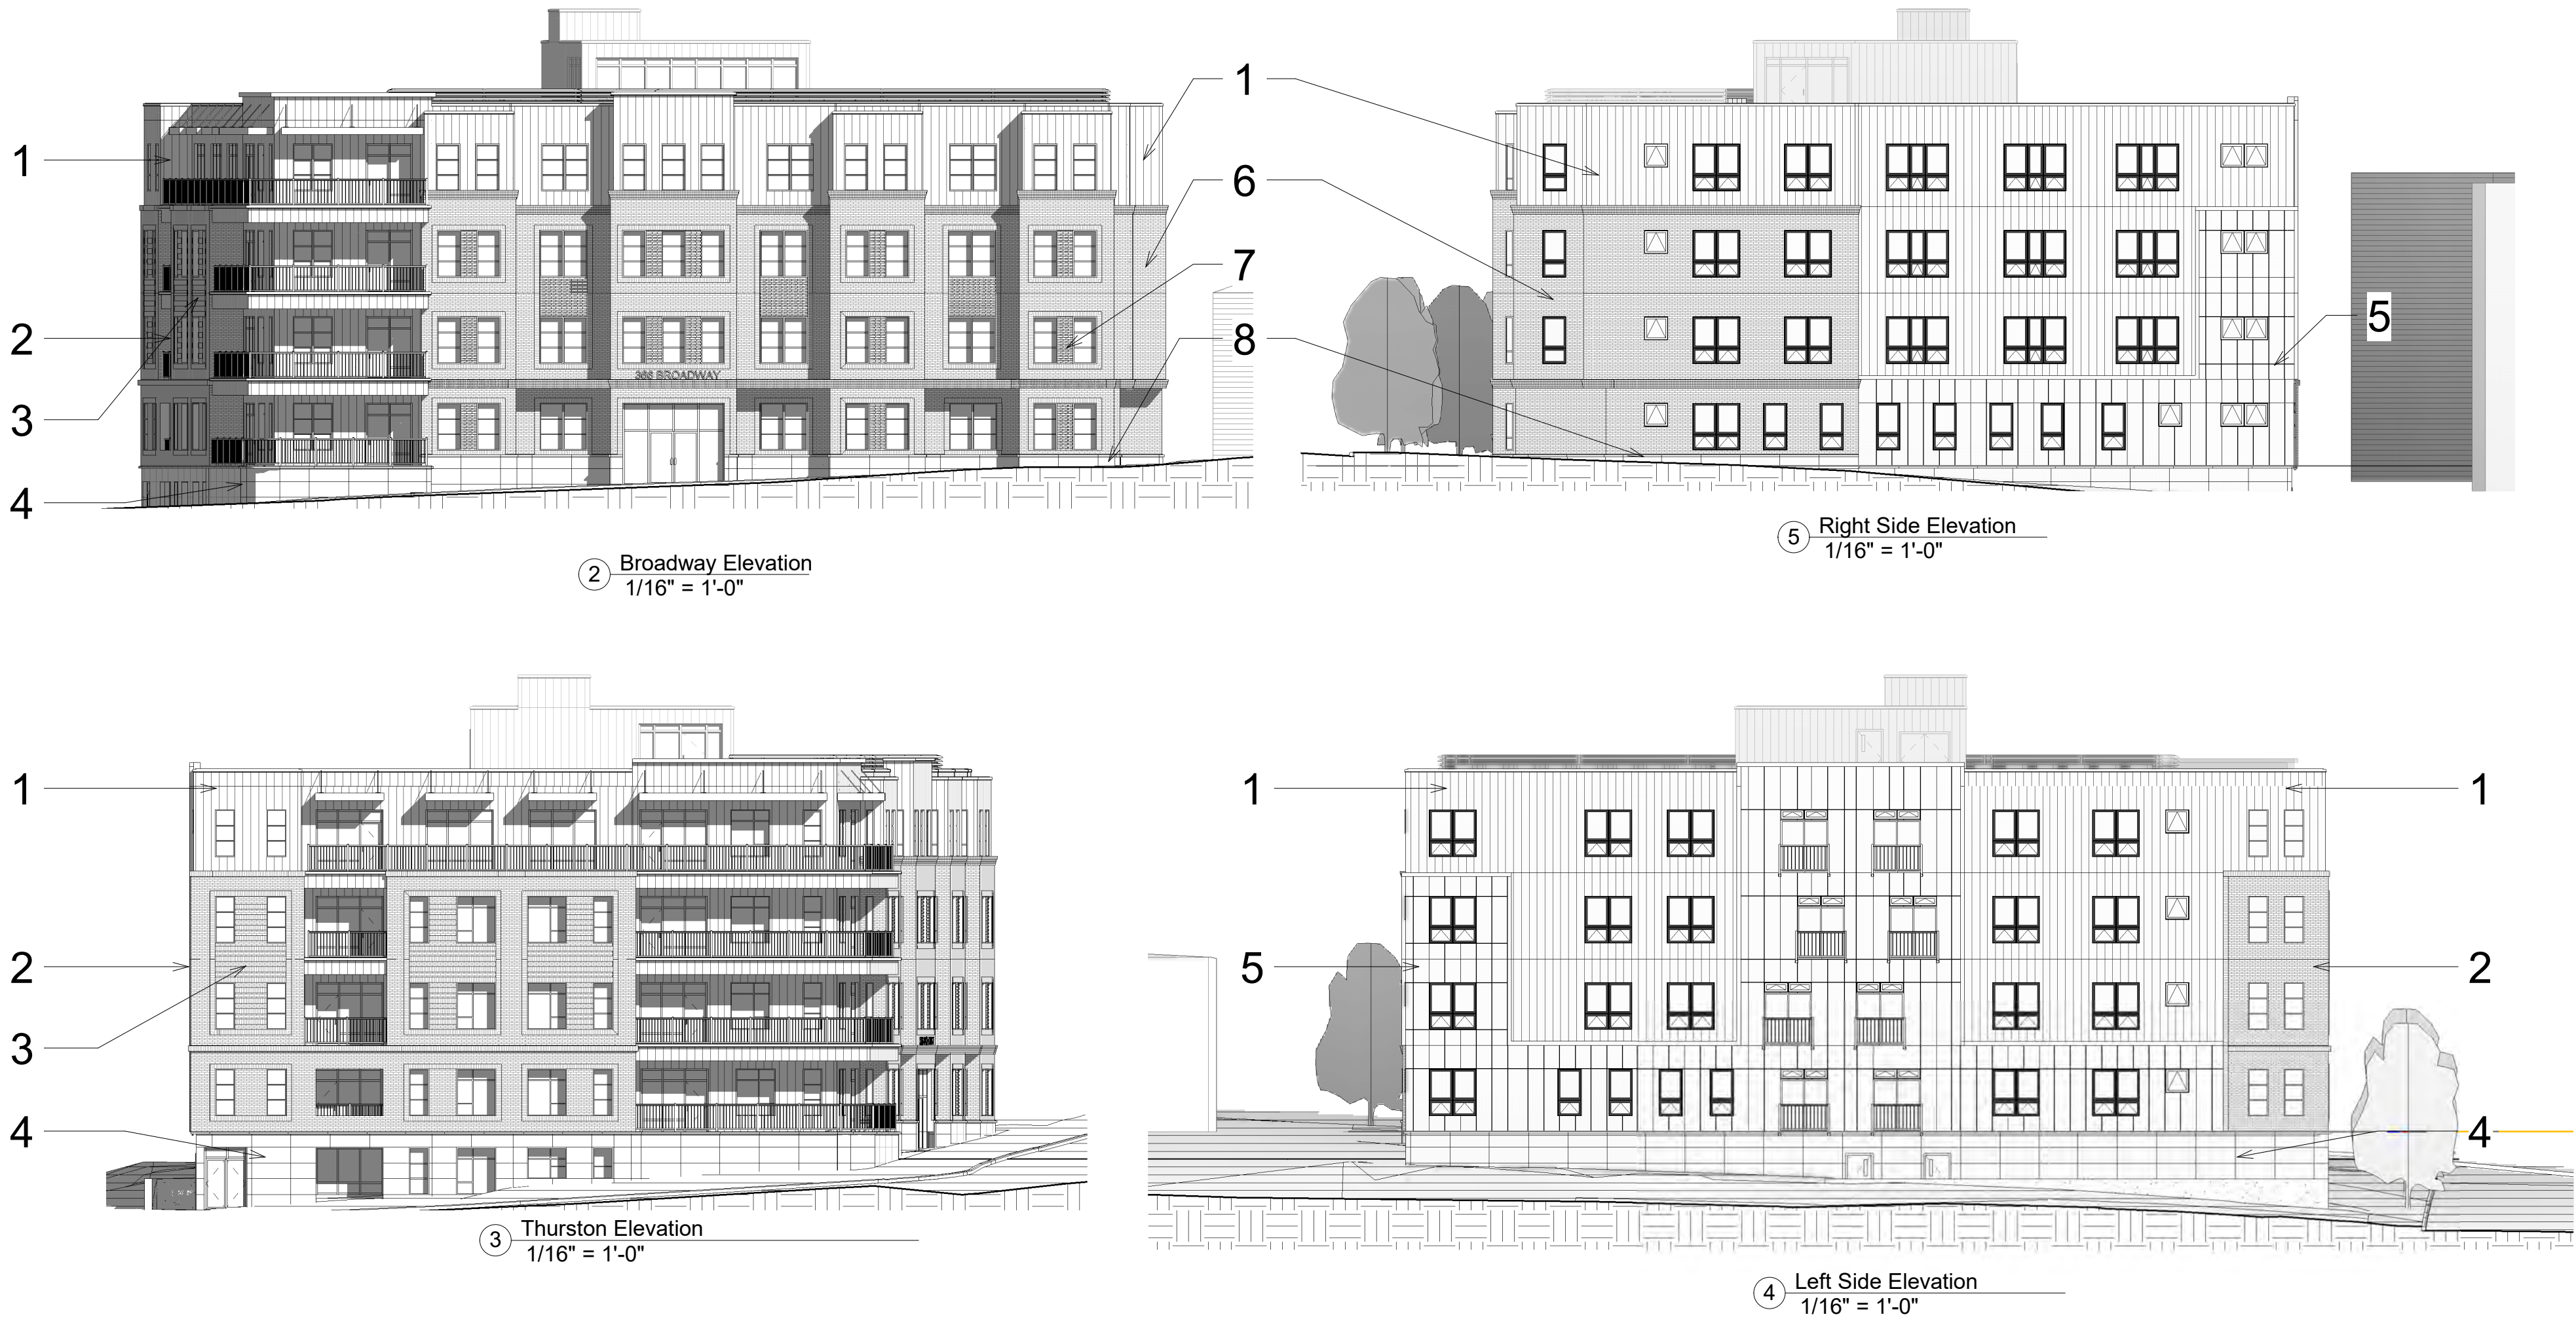 1
2
3
4
366 BROADWAY
1
6
7
8
5
2 Broadway Elevation
1/16" = 1'-0"
5 Right Side Elevation
1/16" = 1'-0"
1
2
3
4
3 Thurston Elevation
1/16" = 1'-0"
1
5
1
2
4
4 Left Side Elevation
1/16" = 1'-0"